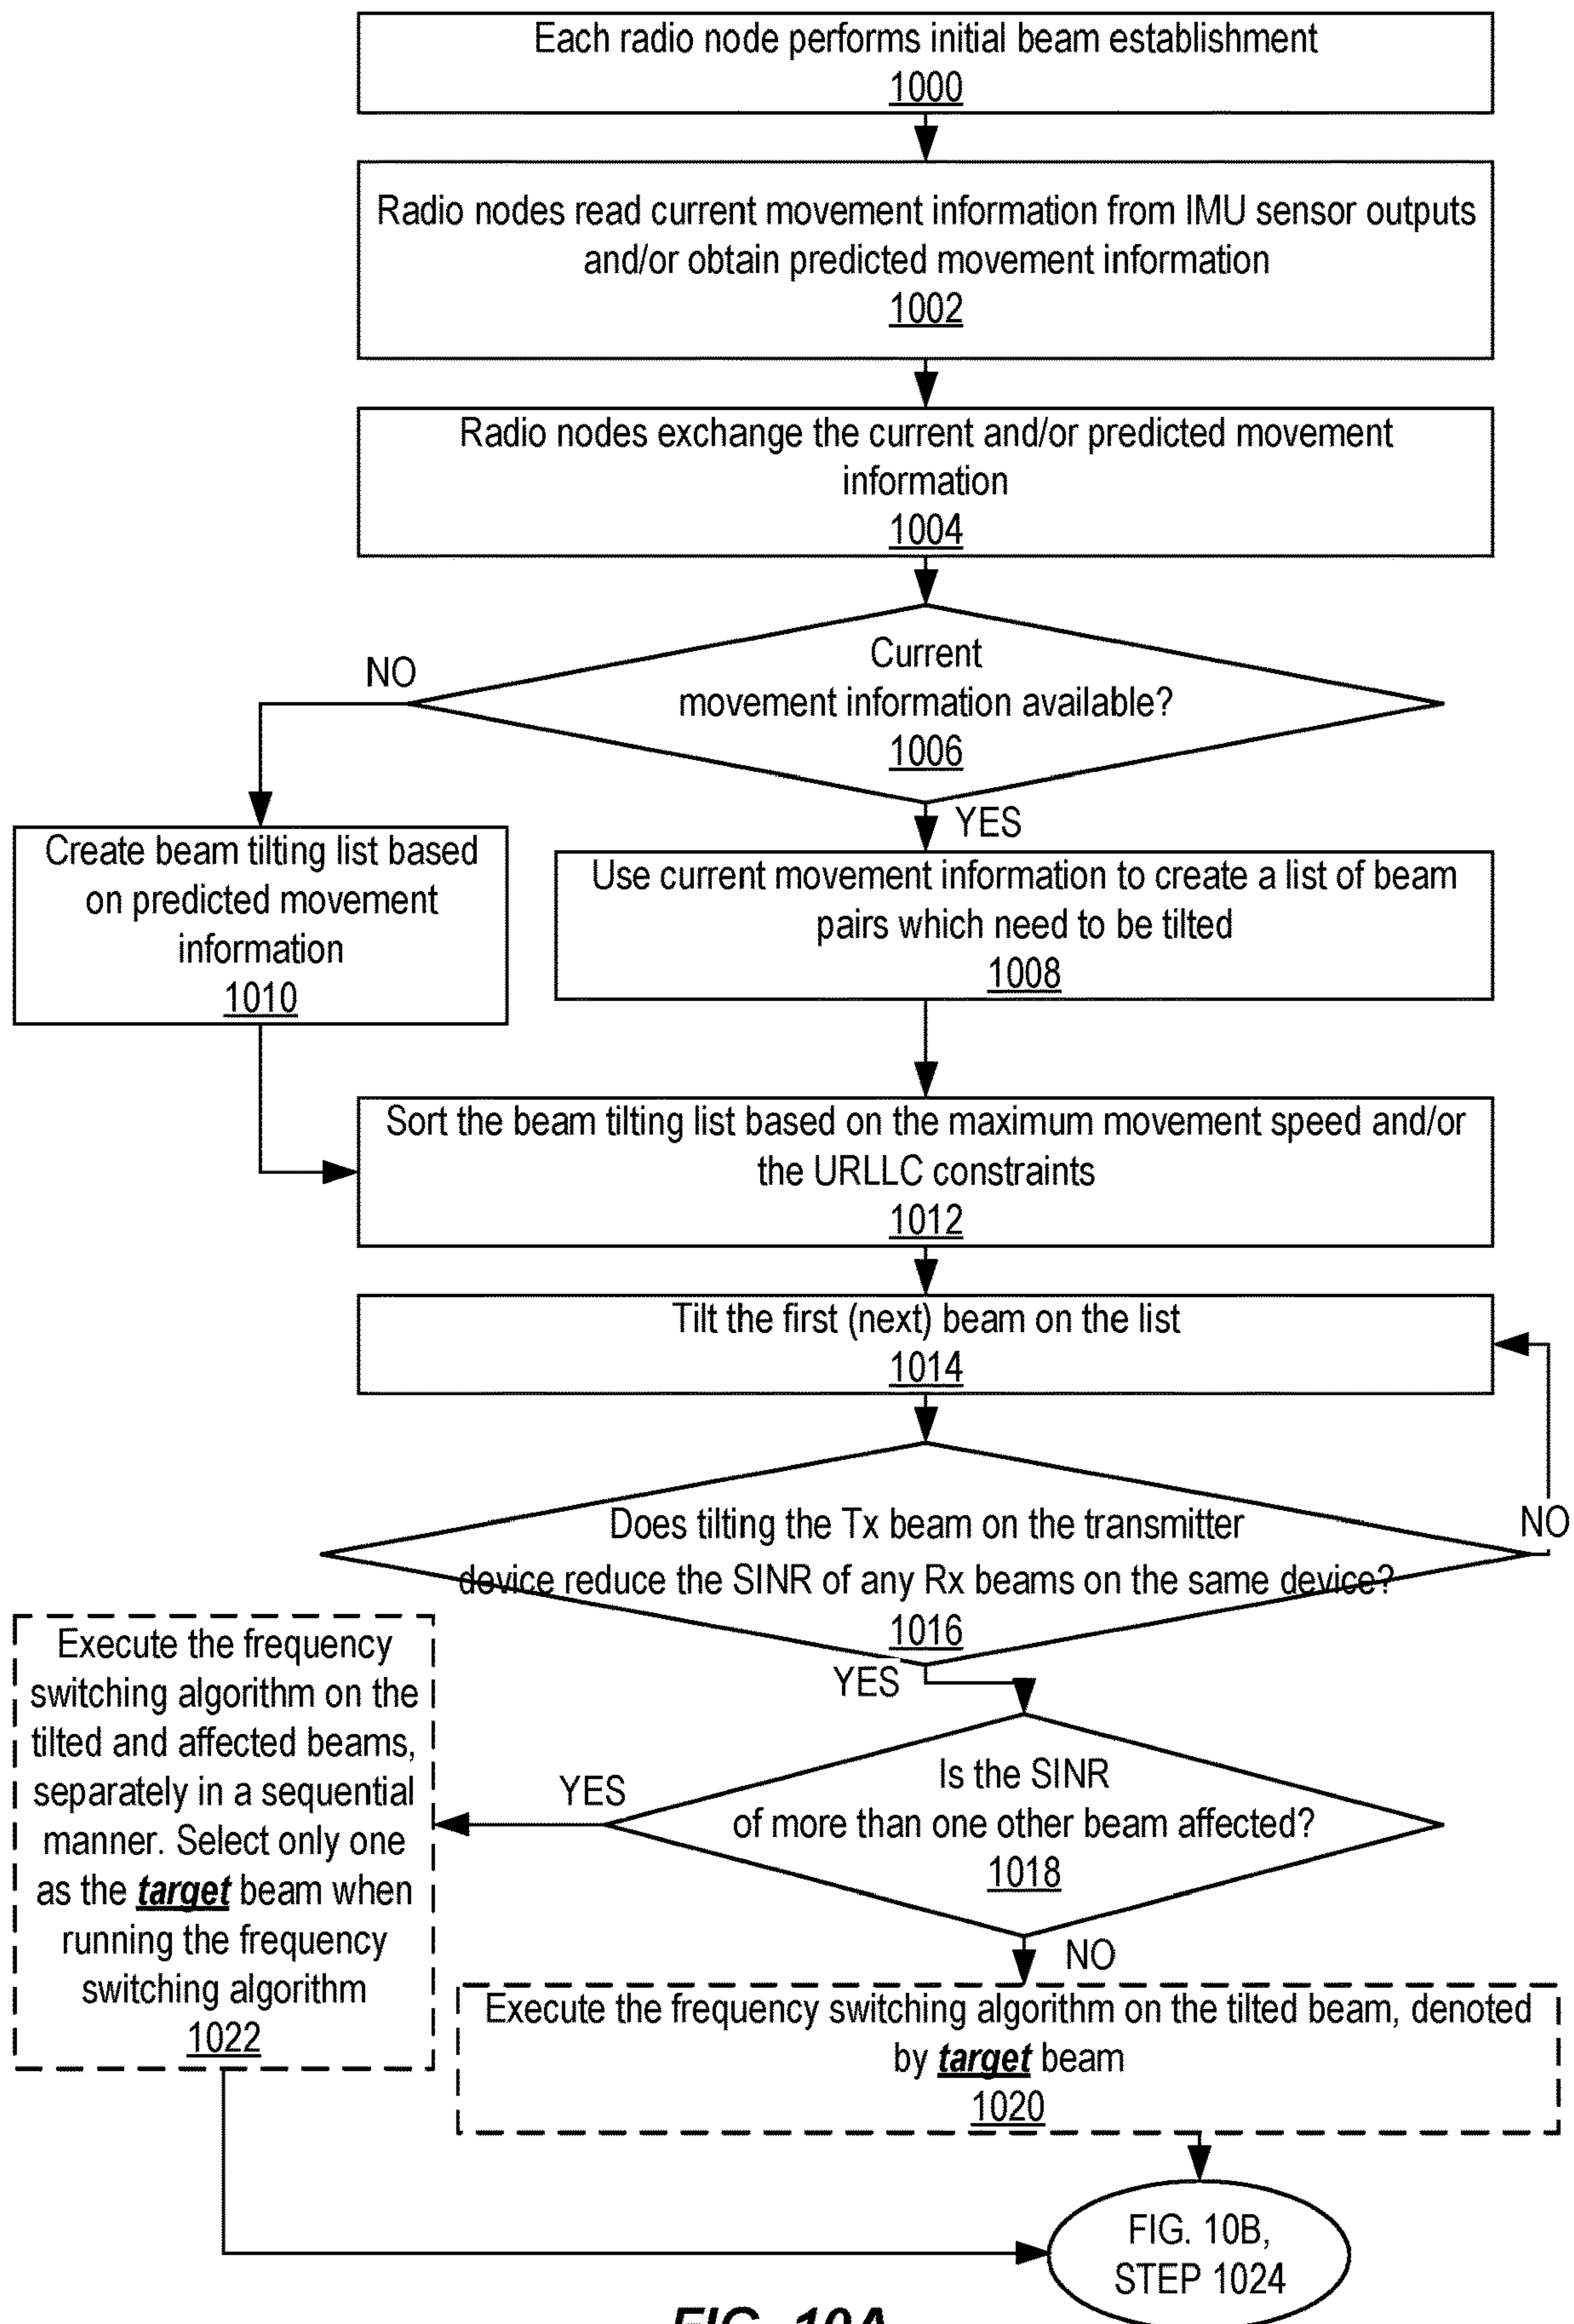 Each radio node performs initial beam establishment
1000
Radio nodes read current movement information from IMU sensor outputs
and/or obtain predicted movement information
1002
Radio nodes exchange the current and/or predicted movement
information
1004
Current
movement information available?
1006
NO
YES
Create beam tilting list based
on predicted movement
information
1010
Use current movement information to create a list of beam
pairs which need to be tilted
1008
Sort the beam tilting list based on the maximum movement speed and/or
the URLLC constraints
1012
Tilt the first (next) beam on the list
1014
Does tilting the Tx beam on the transmitter
device reduce the SINR of any Rx beams on the same device?
1016
NO
YES
Is the SINR
of more than one other beam affected?
1018
YES
NO
Execute the frequency
switching algorithm on the
tilted and affected beams,
separately in a sequential
manner. Select only one
as the target beam when
running the frequency
switching algorithm
1022
Execute the frequency switching algorithm on the tilted beam, denoted
by target beam
1020
FIG. 10B,
STEP 1024
FIG. 10A